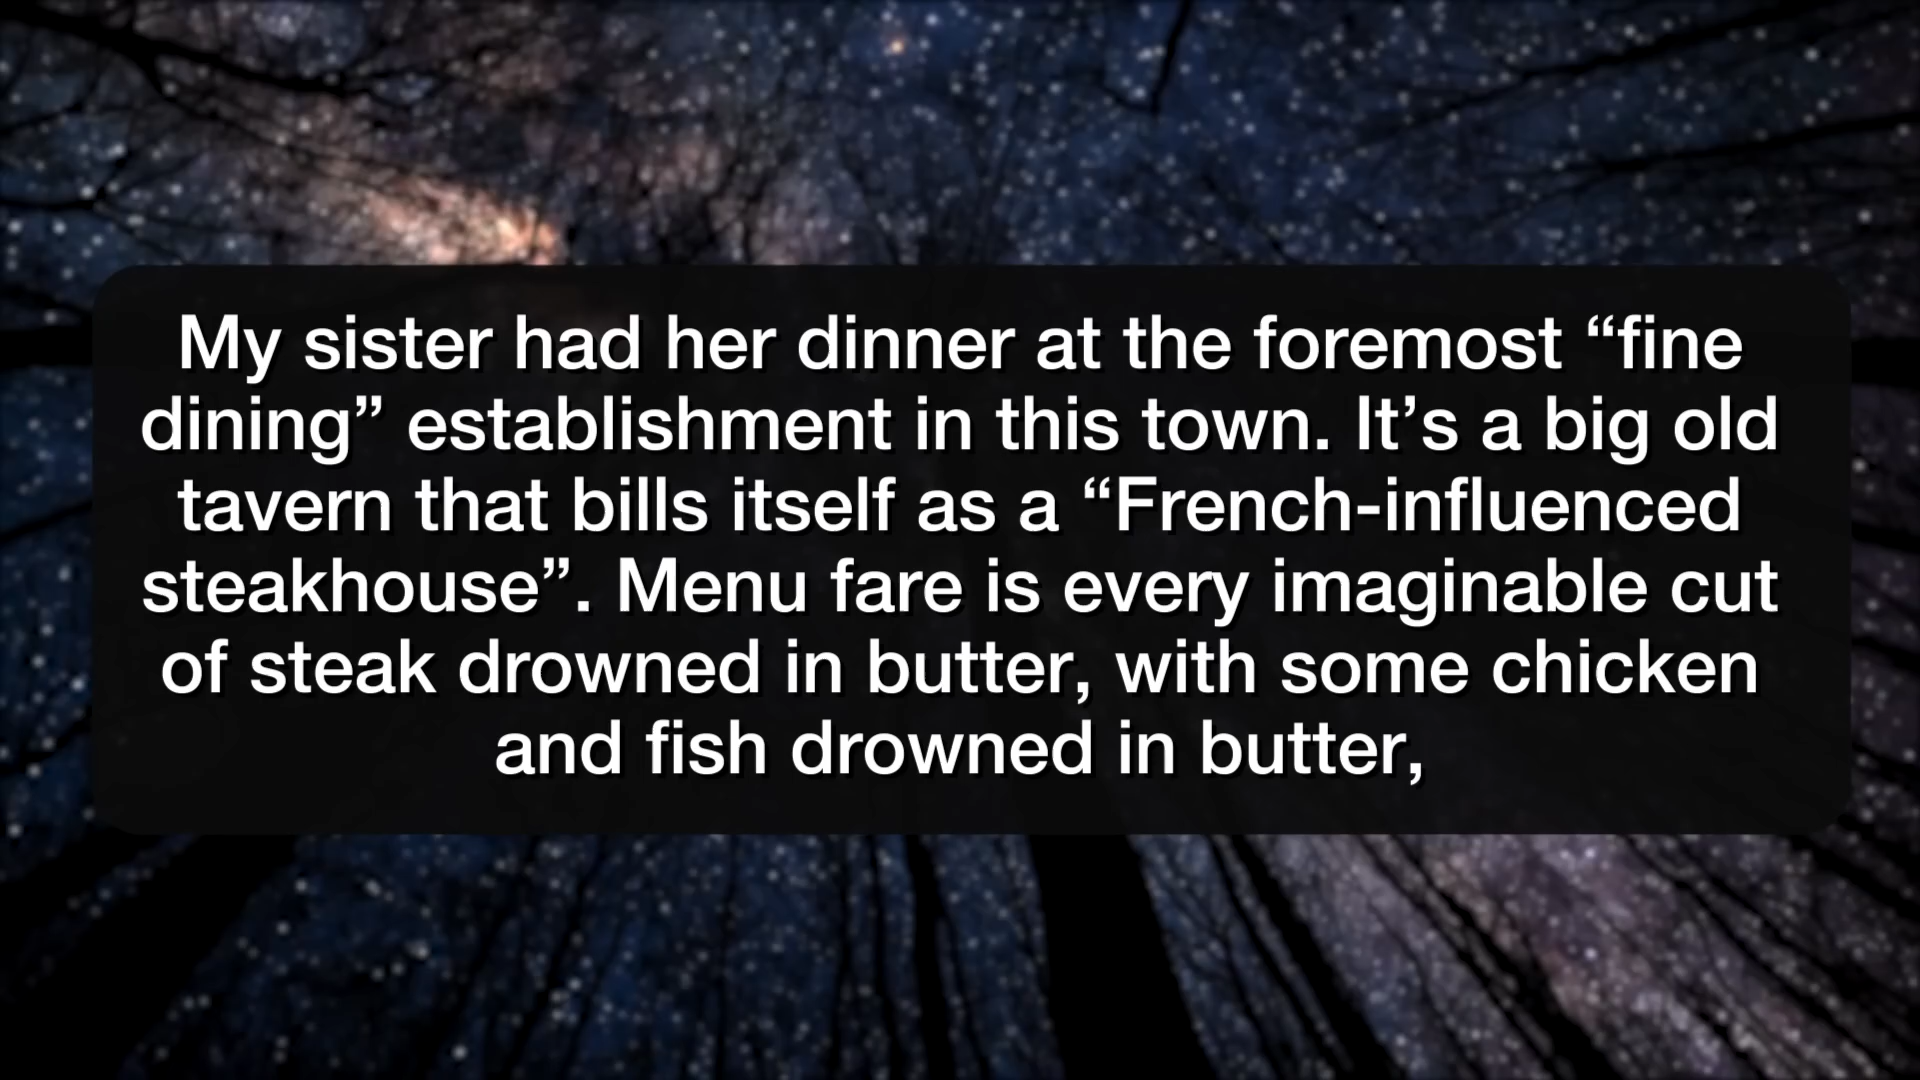 My sister had her dinner at the foremost “fine
dining” establishment in this town. It’s a big old
tavern that bills itself as a “French-influenced
steakhouse”. Menu fare is every imaginable cut
of steak drowned in butter, with some chicken
and fish drowned in butter,